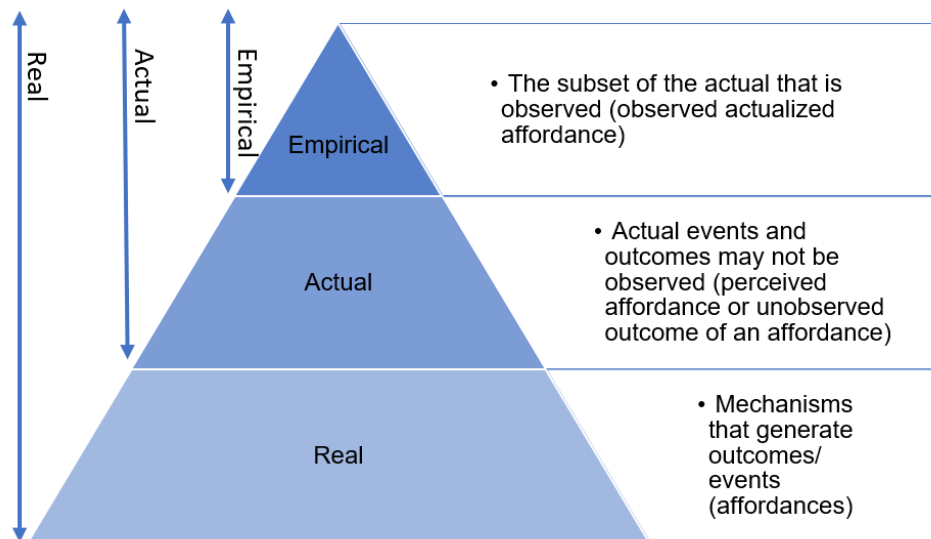 Real
Actual
Empirical
Empirical
• The subset of the actual that is
observed (observed actualized
affordance)
Actual
• Actual events and
outcomes may not be
observed (perceived
affordance or unobserved
outcome of an affordance)
Real
• Mechanisms
that generate
outcomes/
events
(affordances)